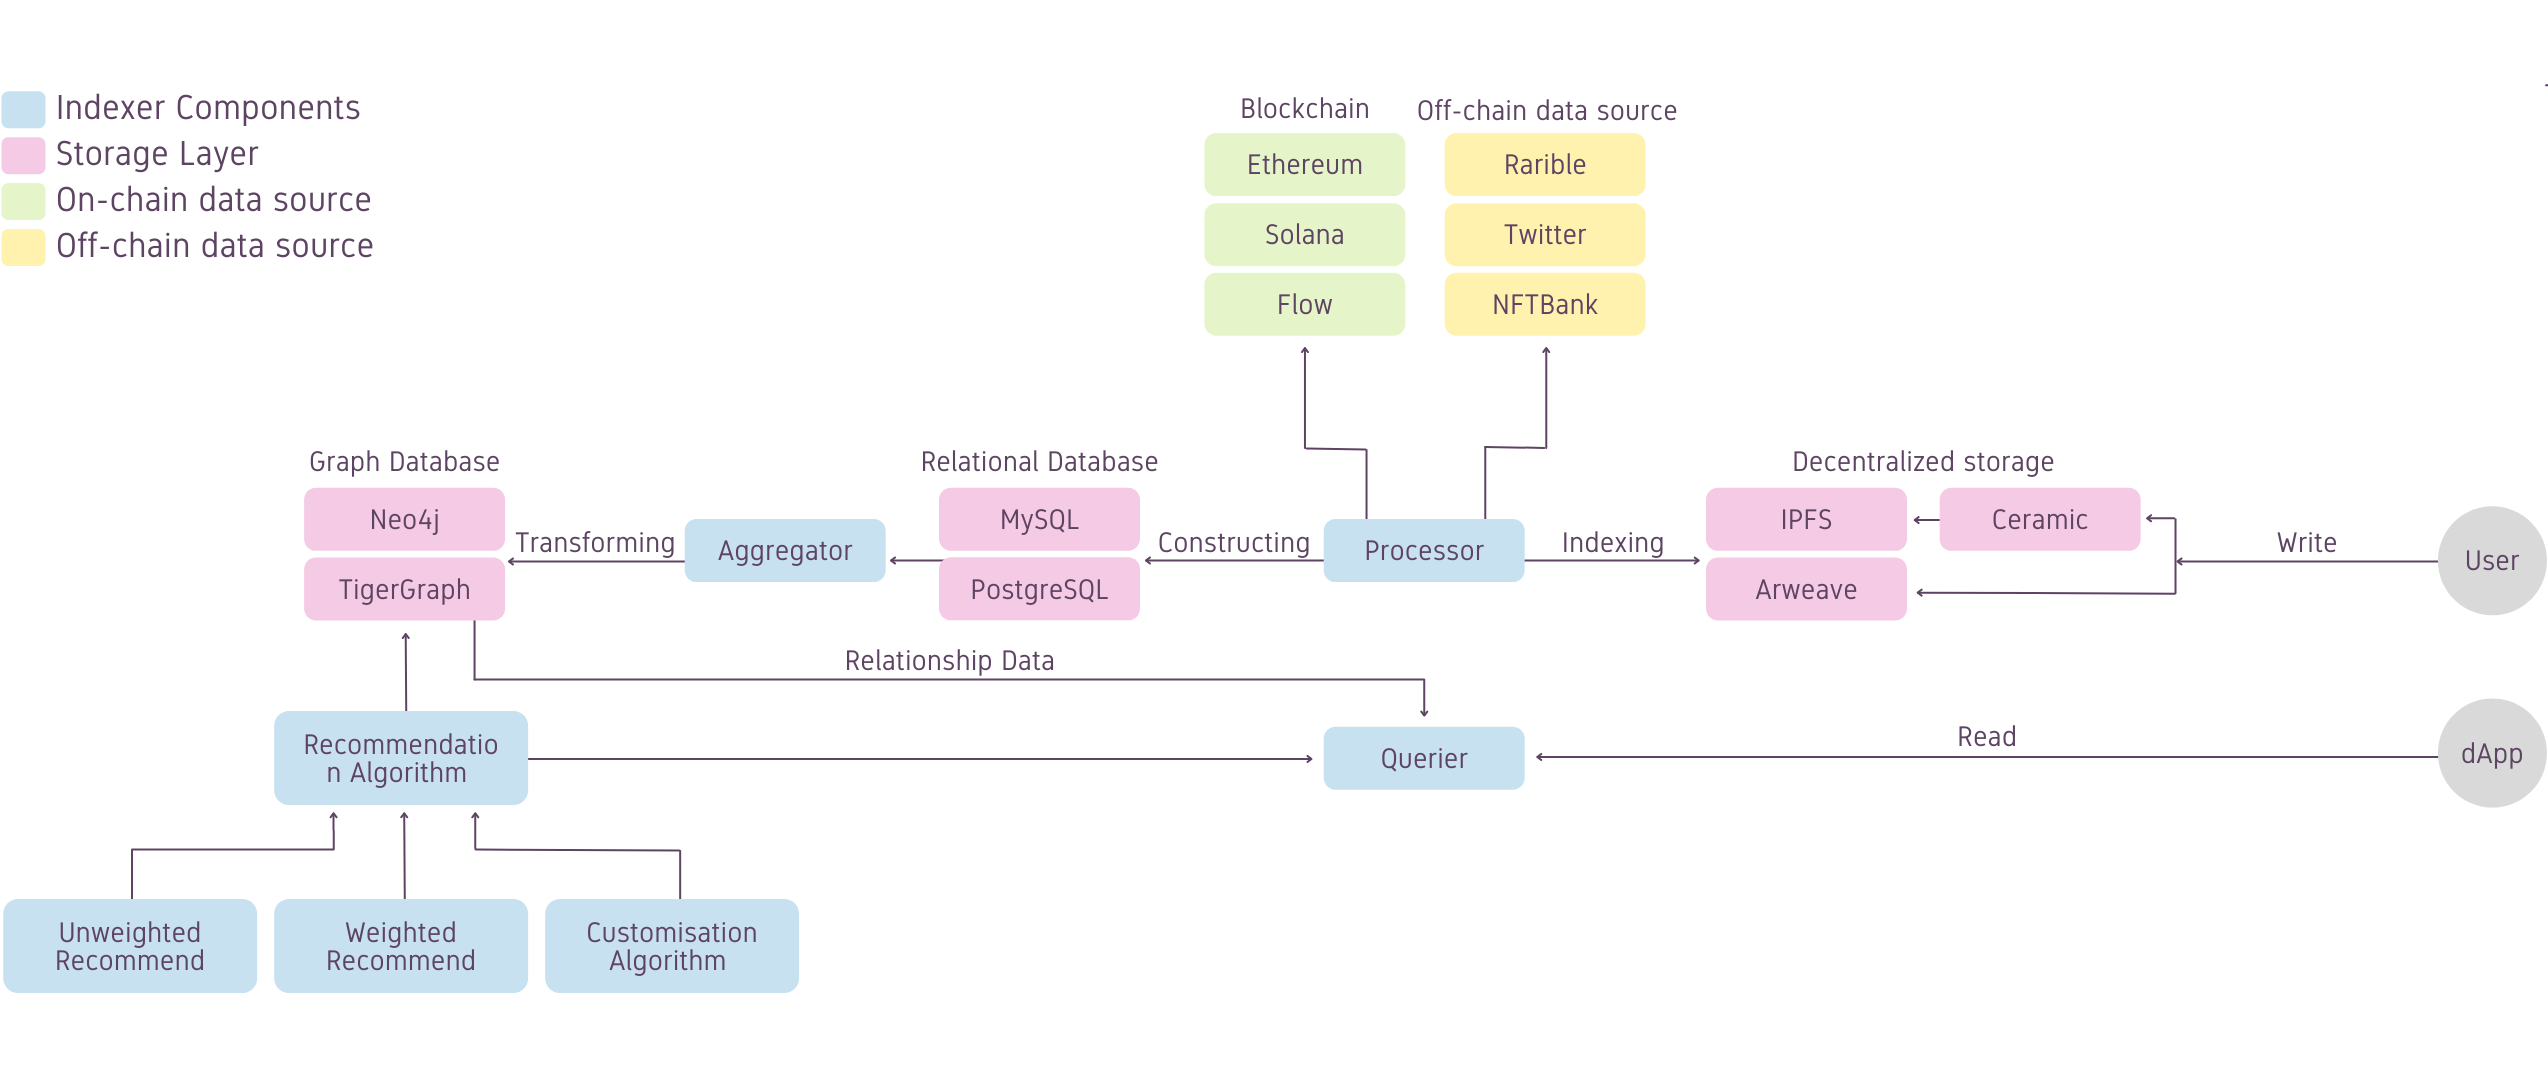 Indexer Components
Storage Layer
On-chain data source
Off-chain data source
Blockchain
Ethereum
Solana
Flow
Off-chain data source
Rarible
Twitter
NFTBank
Graph Database
Neo4j
TigerGraph
Transforming
Aggregator
Relational Database
MySQL
PostgreSQL
Constructing
Processor
Indexing
Decentralized storage
IPFS
Ceramic
Arweave
Write
User
Relationship Data
Recommendatio
n Algorithm
Querier
Read
dApp
Unweighted
Recommend
Weighted
Recommend
Customisation
Algorithm